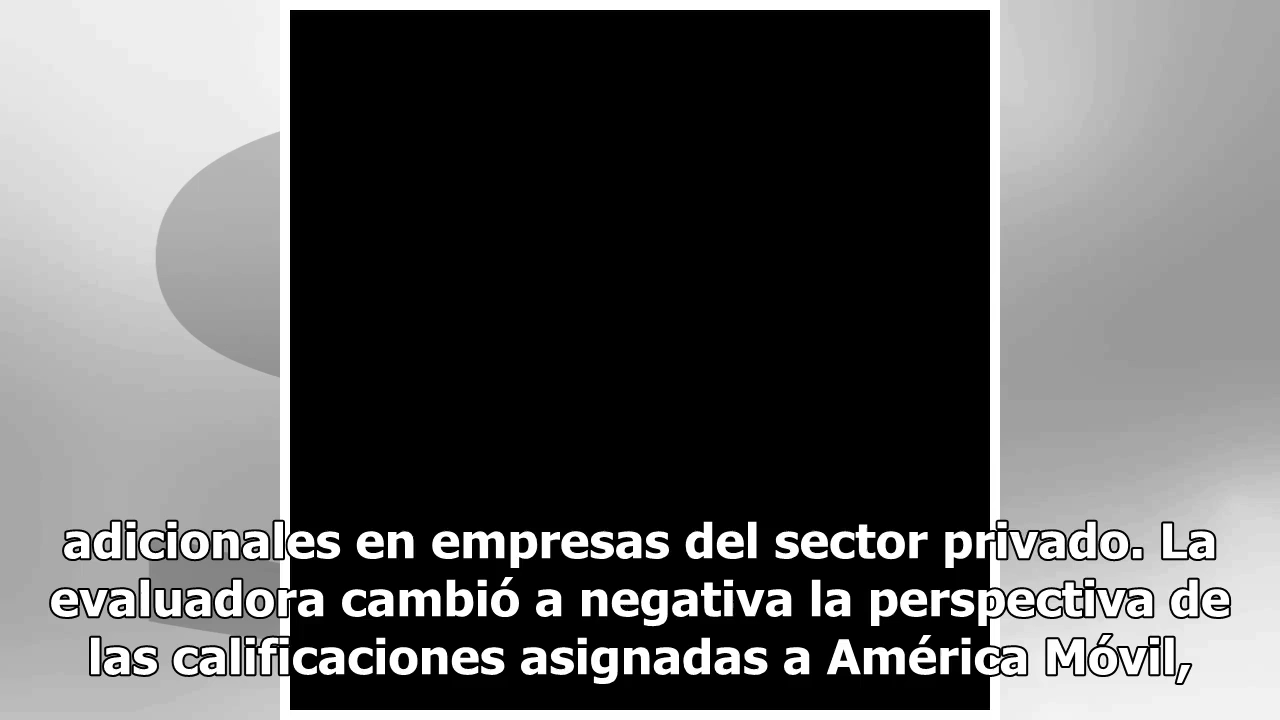 adicionales en empresas del sector privado. La
evaluadora cambió a negativa la perspectiva de
las calificaciones asignadas a América Móvil,